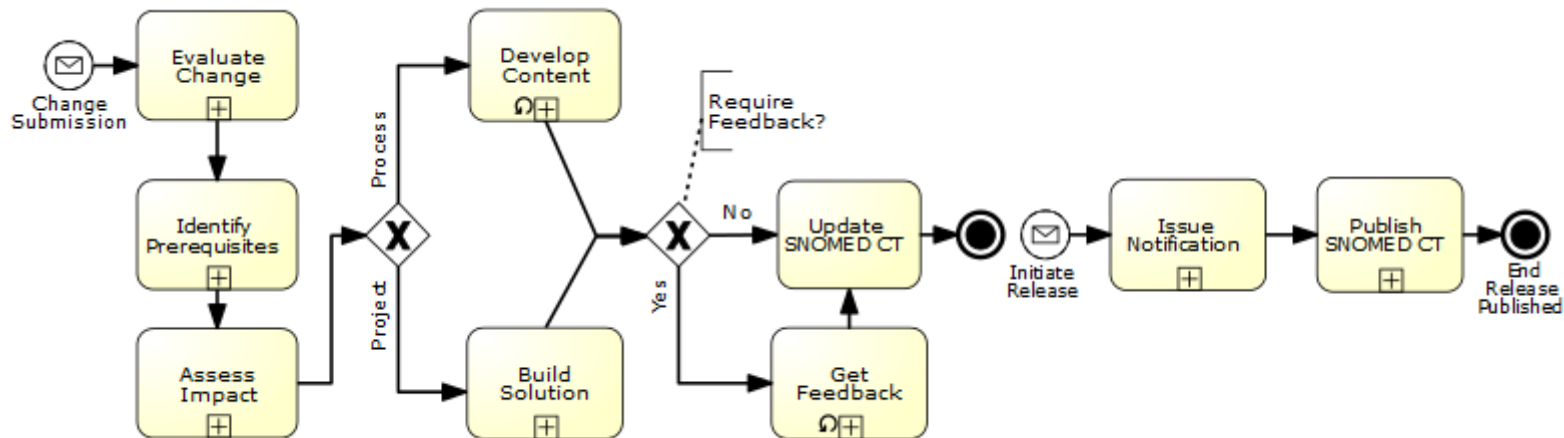 Evaluate
Change
Change
Submission
Identify
Prerequisites
Assess
Impact
Process
Project
Develop
Content
Build
Solution
Require
Feedback?
No
Yes
Update
SNOMED CT
Get
Feedback
Initiate
Release
Issue
Notification
Publish
SNOMED CT
End
Release
Published